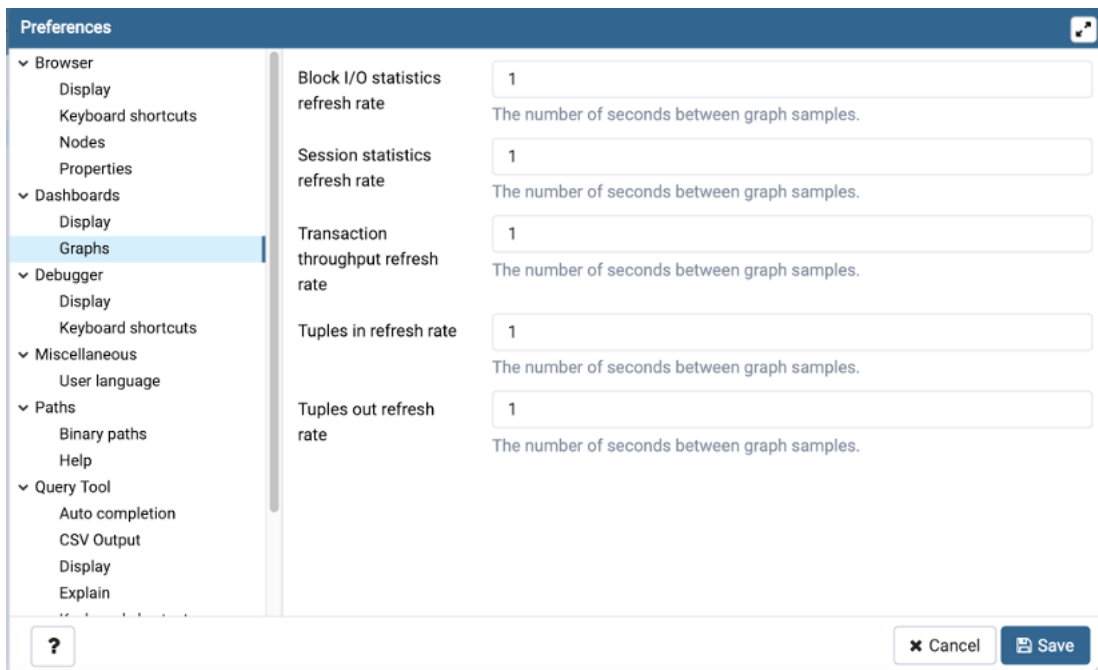 Preferences
Browser
Display
Keyboard shortcuts
Nodes
Properties
Dashboards
Display
Graphs
Debugger
Display
Keyboard shortcuts
Miscellaneous
User language
Paths
Binary paths
Help
Query Tool
Auto completion
CSV Output
Display
Explain
Block I/O statistics
refresh rate
1
The number of seconds between graph samples.
Session statistics
refresh rate
1
The number of seconds between graph samples.
Transaction
throughput refresh
rate
1
The number of seconds between graph samples.
Tuples in refresh rate
1
The number of seconds between graph samples.
Tuples out refresh
rate
1
The number of seconds between graph samples.
?
Cancel
Save